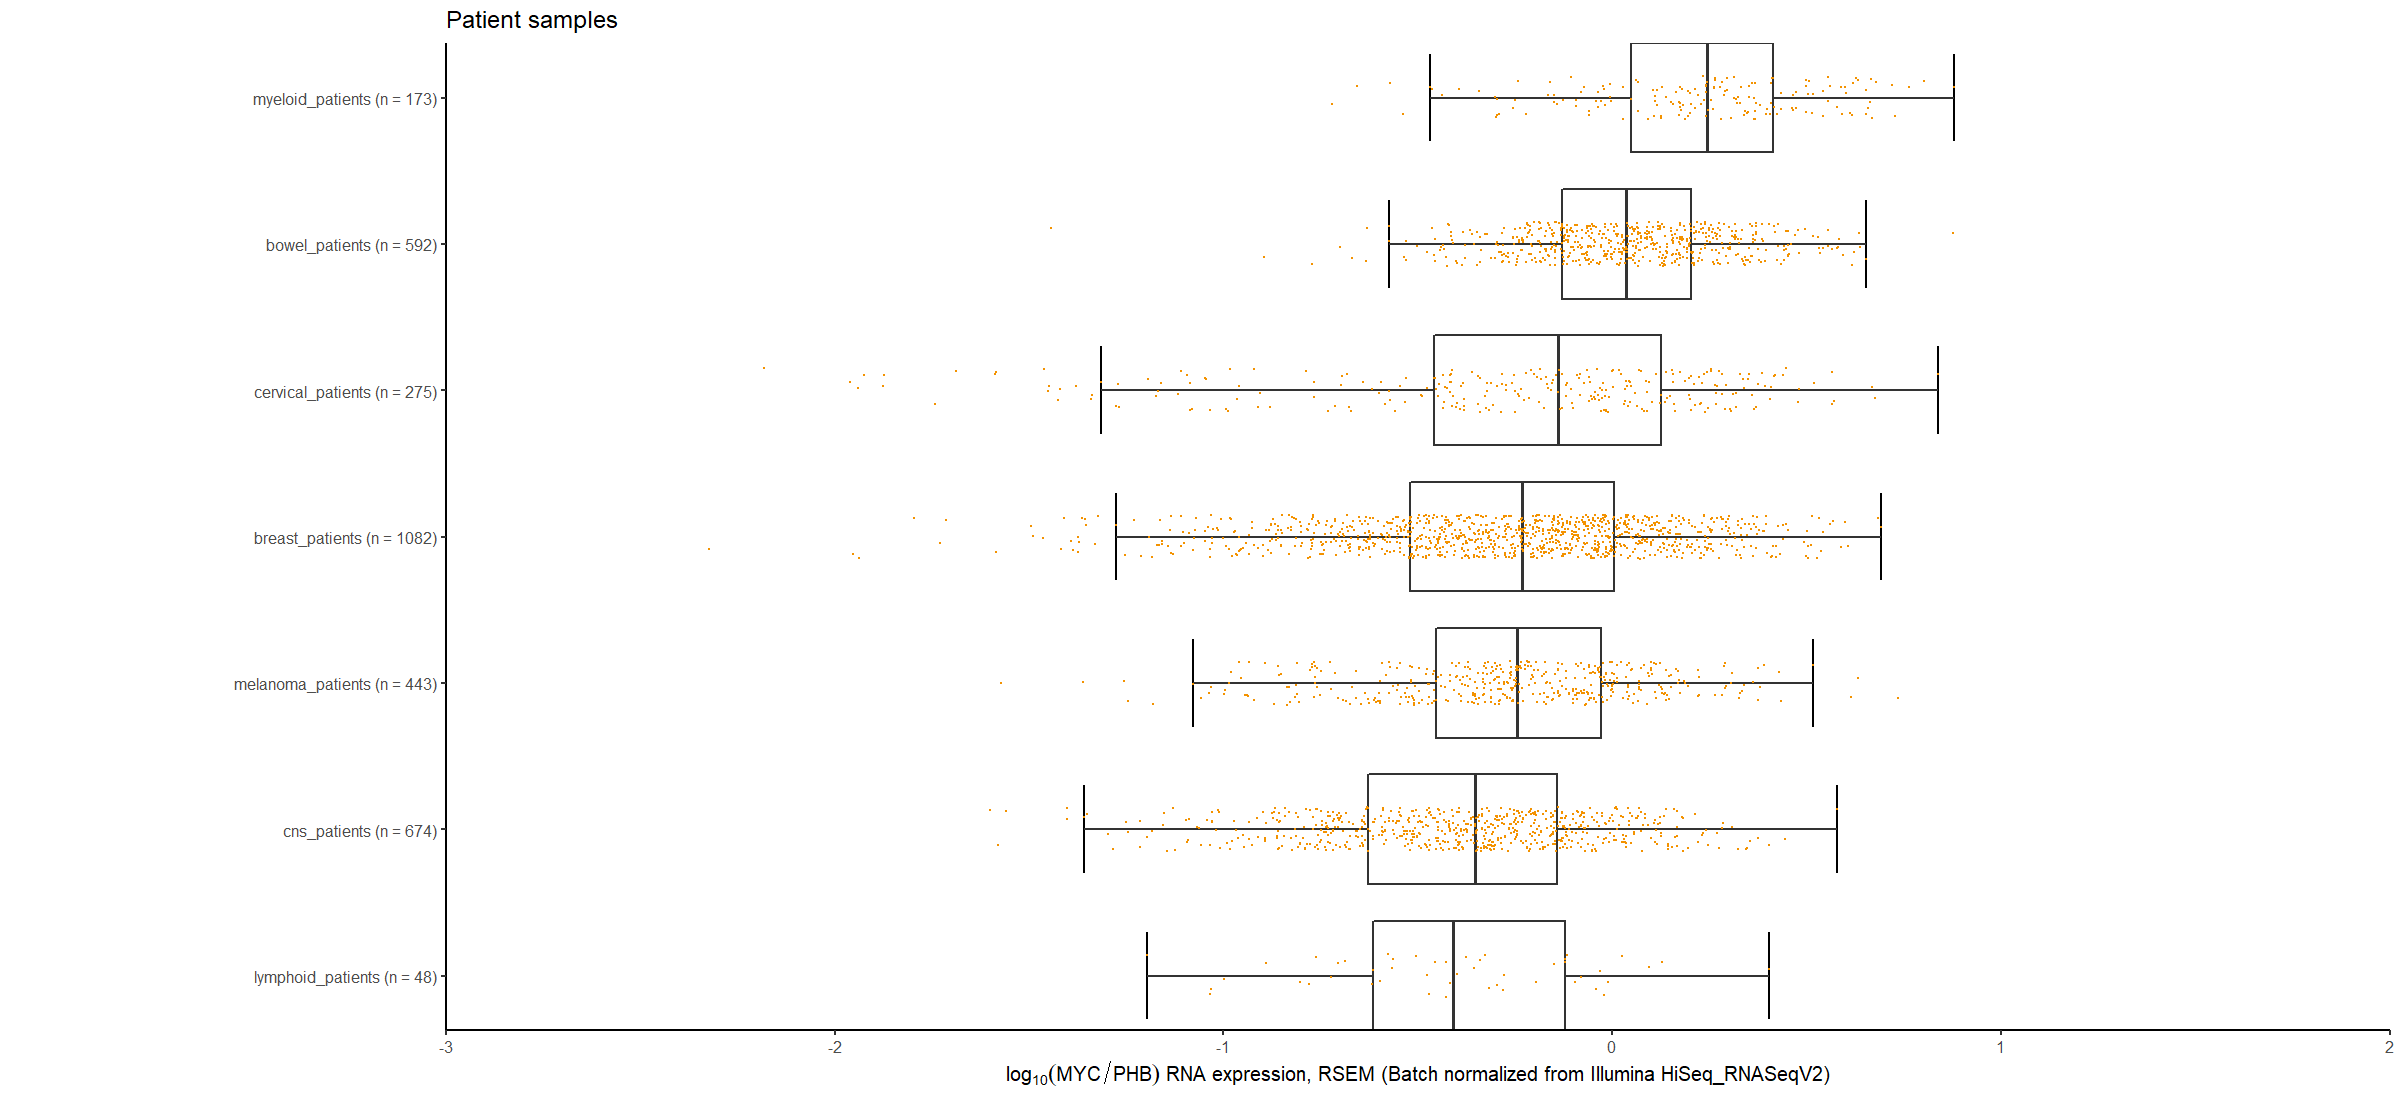 Patient samples
myeloid_patients (n = 173)
bowel_patients (n = 592)
cervical_patients (n = 275)
breast_patients (n = 1082)
melanoma_patients (n = 443)
cns_patients (n = 674)
lymphoid_patients (n = 48)
-3 -2 -1 0 1 2
log10(MYC/PHB) RNA expression, RSEM (Batch normalized from Illumina HiSeq_RNASeqV2)